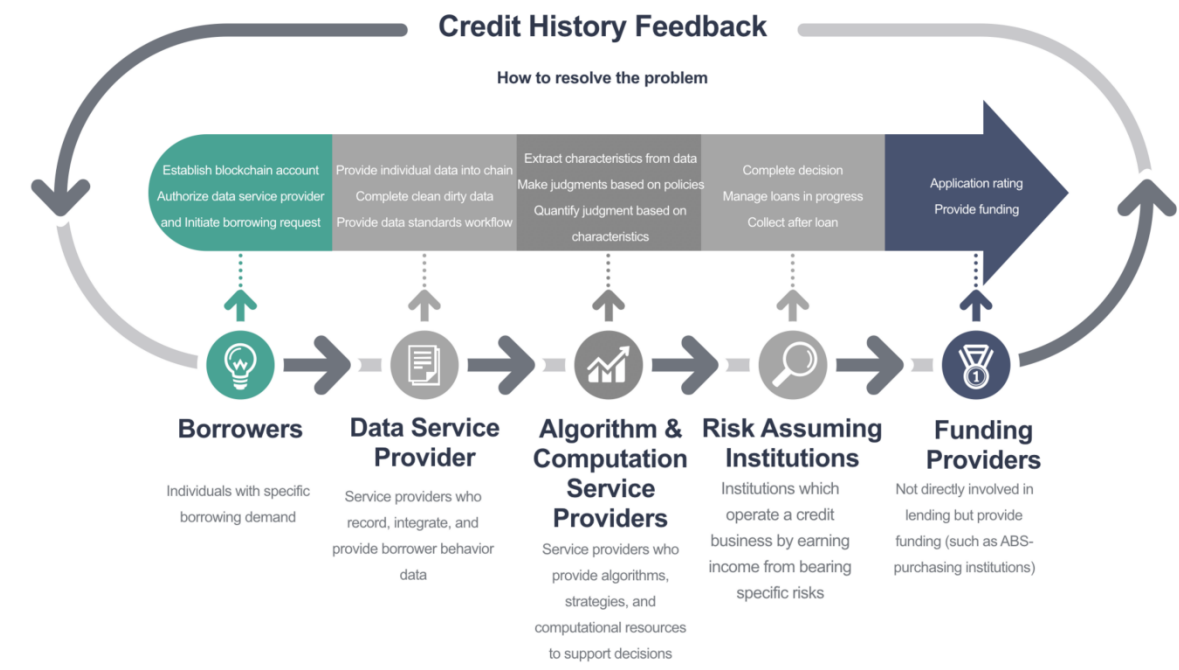 Credit History Feedback
How to resolve the problem
Establish blockchain account
Authorize data service provider
and Initiate borrowing request
Provide individual data into chain
Complete clean dirty data
Provide data standards workflow
Extract characteristics from data
Make judgments based on policies
Quantify judgment based on
characteristics
Complete decision
Manage loans in progress
Collect after loan
Application rating
Provide funding
1
Borrowers
Individuals with specific
borrowing demand
Data Service
Provider
Service providers who
record, integrate, and
provide borrower behavior
data
Algorithm &
Computation
Service
Providers
Service providers who
provide algorithms,
strategies, and
computational resources
to support decisions
Risk Assuming
Institutions
Institutions which
operate a credit
business by earning
income from bearing
specific risks
Funding
Providers
Not directly involved in
lending but provide
funding (such as ABS-
purchasing institutions)